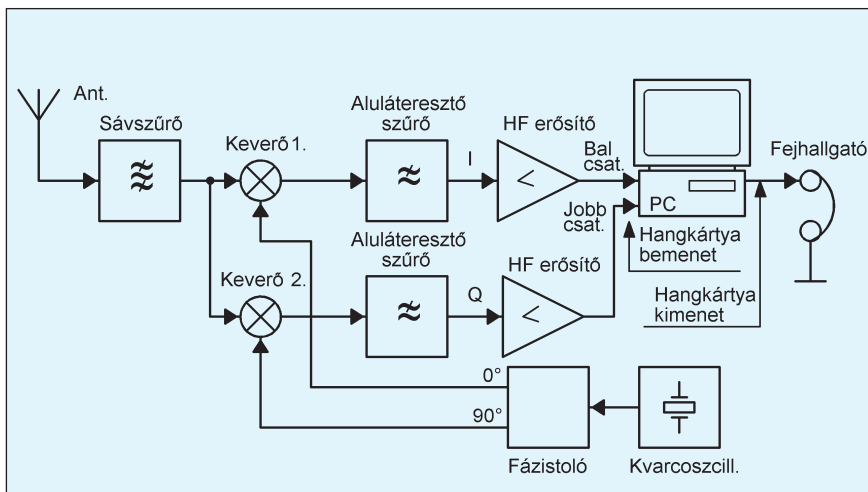 Ant.
Sávszűrő
Keverő 1.
Aluláteresztő
szűrő
I
HF erősítő
Bal
csat.
Jobb
csat.
PC
Fejhallgató
Hangkártya
bemenet
Hangkártya
kimenet
Keverő 2.
Aluláteresztő
szűrő
Q
HF erősítő
0°
90°
Fázistoló
Kvarcoszcill.